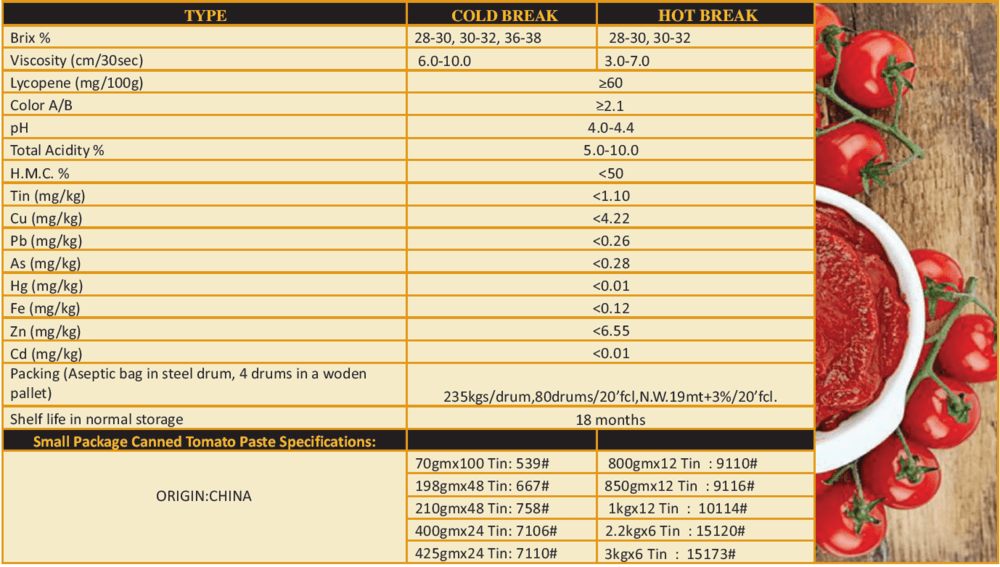 TYPE COLD BREAK HOT BREAK
Brix % 28-30, 30-32, 36-38 28-30, 30-32
Viscosity (cm/30sec) 6.0-10.0 3.0-7.0
Lycopene (mg/100g) ≥60
Color A/B ≥2.1
pH 4.0-4.4
Total Acidity % 5.0-10.0
H.M.C. % <50
Tin (mg/kg) <1.10
Cu (mg/kg) <4.22
Pb (mg/kg) <0.26
As (mg/kg) <0.28
Hg (mg/kg) <0.01
Fe (mg/kg) <0.12
Zn (mg/kg) <6.55
Cd (mg/kg) <0.01
Packing (Aseptic bag in steel drum, 4 drums in a woden
pallet)
235kgs/drum,80drums/20’fcl,N.W.19mt+3%/20’fcl.
Shelf life in normal storage 18 months
Small Package Canned Tomato Paste Specifications:
ORIGIN:CHINA
70gmx100 Tin: 539# 800gmx12 Tin : 9110#
198gmx48 Tin: 667# 850gmx12 Tin : 9116#
210gmx48 Tin: 758# 1kgx12 Tin : 10114#
400gmx24 Tin: 7106# 2.2kgx6 Tin : 15120#
425gmx24 Tin: 7110# 3kgx6 Tin : 15173#